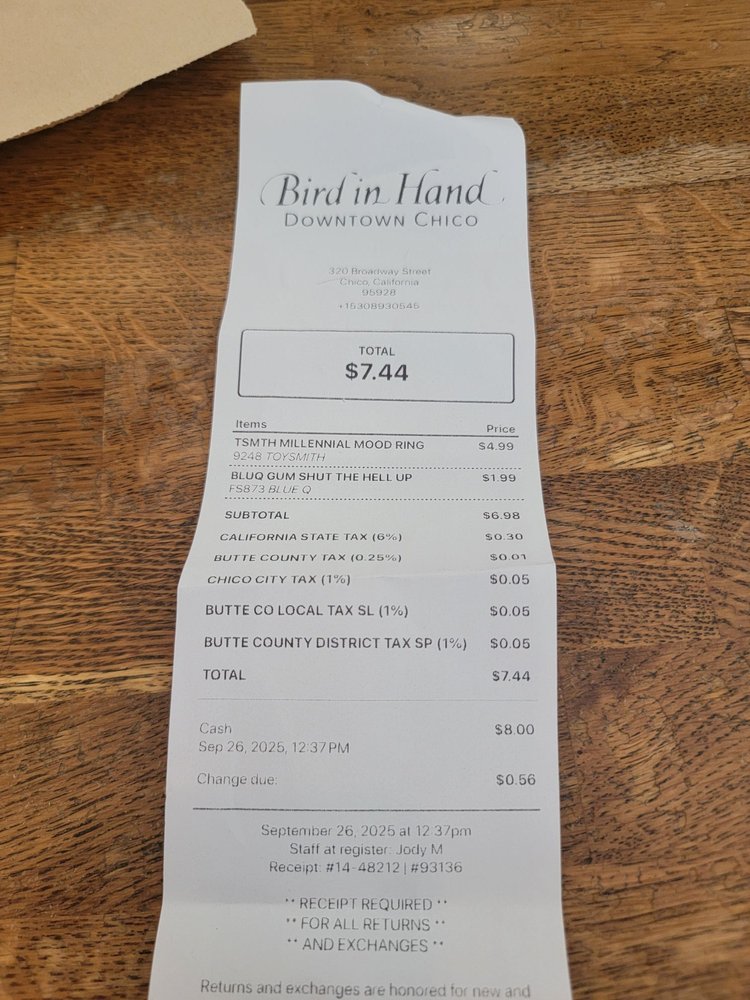 Bird in Hand
DOWNTOWN CHICO
320 Broadway Street
Chico, California
95928
+15308930545
TOTAL
$7.44
Items Price
TSMTH MILLENNIAL MOOD RING $4.99
9248 TOYSMITH
BLUQ GUM SHUT THE HELL UP $1.99
FS873 BLUE Q
SUBTOTAL $6.98
CALIFORNIA STATE TAX (6%) $0.30
BUTTE COUNTY TAX (0.25%) $0.01
CHICO CITY TAX (1%) $0.05
BUTTE CO LOCAL TAX SL (1%) $0.05
BUTTE COUNTY DISTRICT TAX SP (1%) $0.05
TOTAL $7.44
Cash $8.00
Sep 26, 2025, 12:37PM
Change due: $0.56
September 26, 2025 at 12:37pm
Staff at register: Jody M
Receipt: #14-48212 | #93136
** RECEIPT REQUIRED **
** FOR ALL RETURNS **
** AND EXCHANGES **
Returns and exchanges are honored for new and